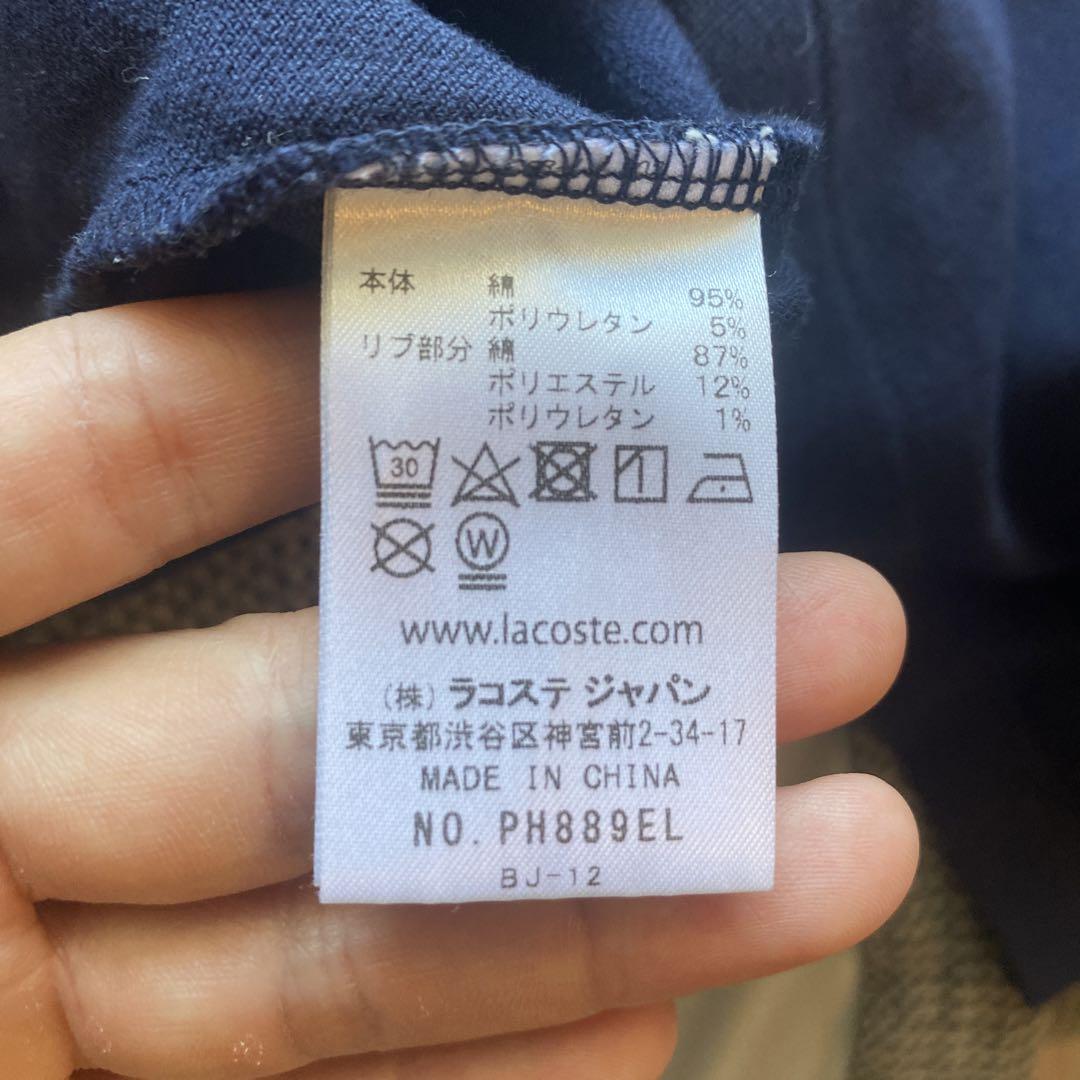 本体 綿 95%
ポリウレタン 5%
リブ部分 綿 87%
ポリエステル 12%
ポリウレタン 1%
30
W
www.lacoste.com
(株) ラコステ ジャパン
東京都渋谷区神宮前2-34-17
MADE IN CHINA
NO. PH889EL
BJ-12